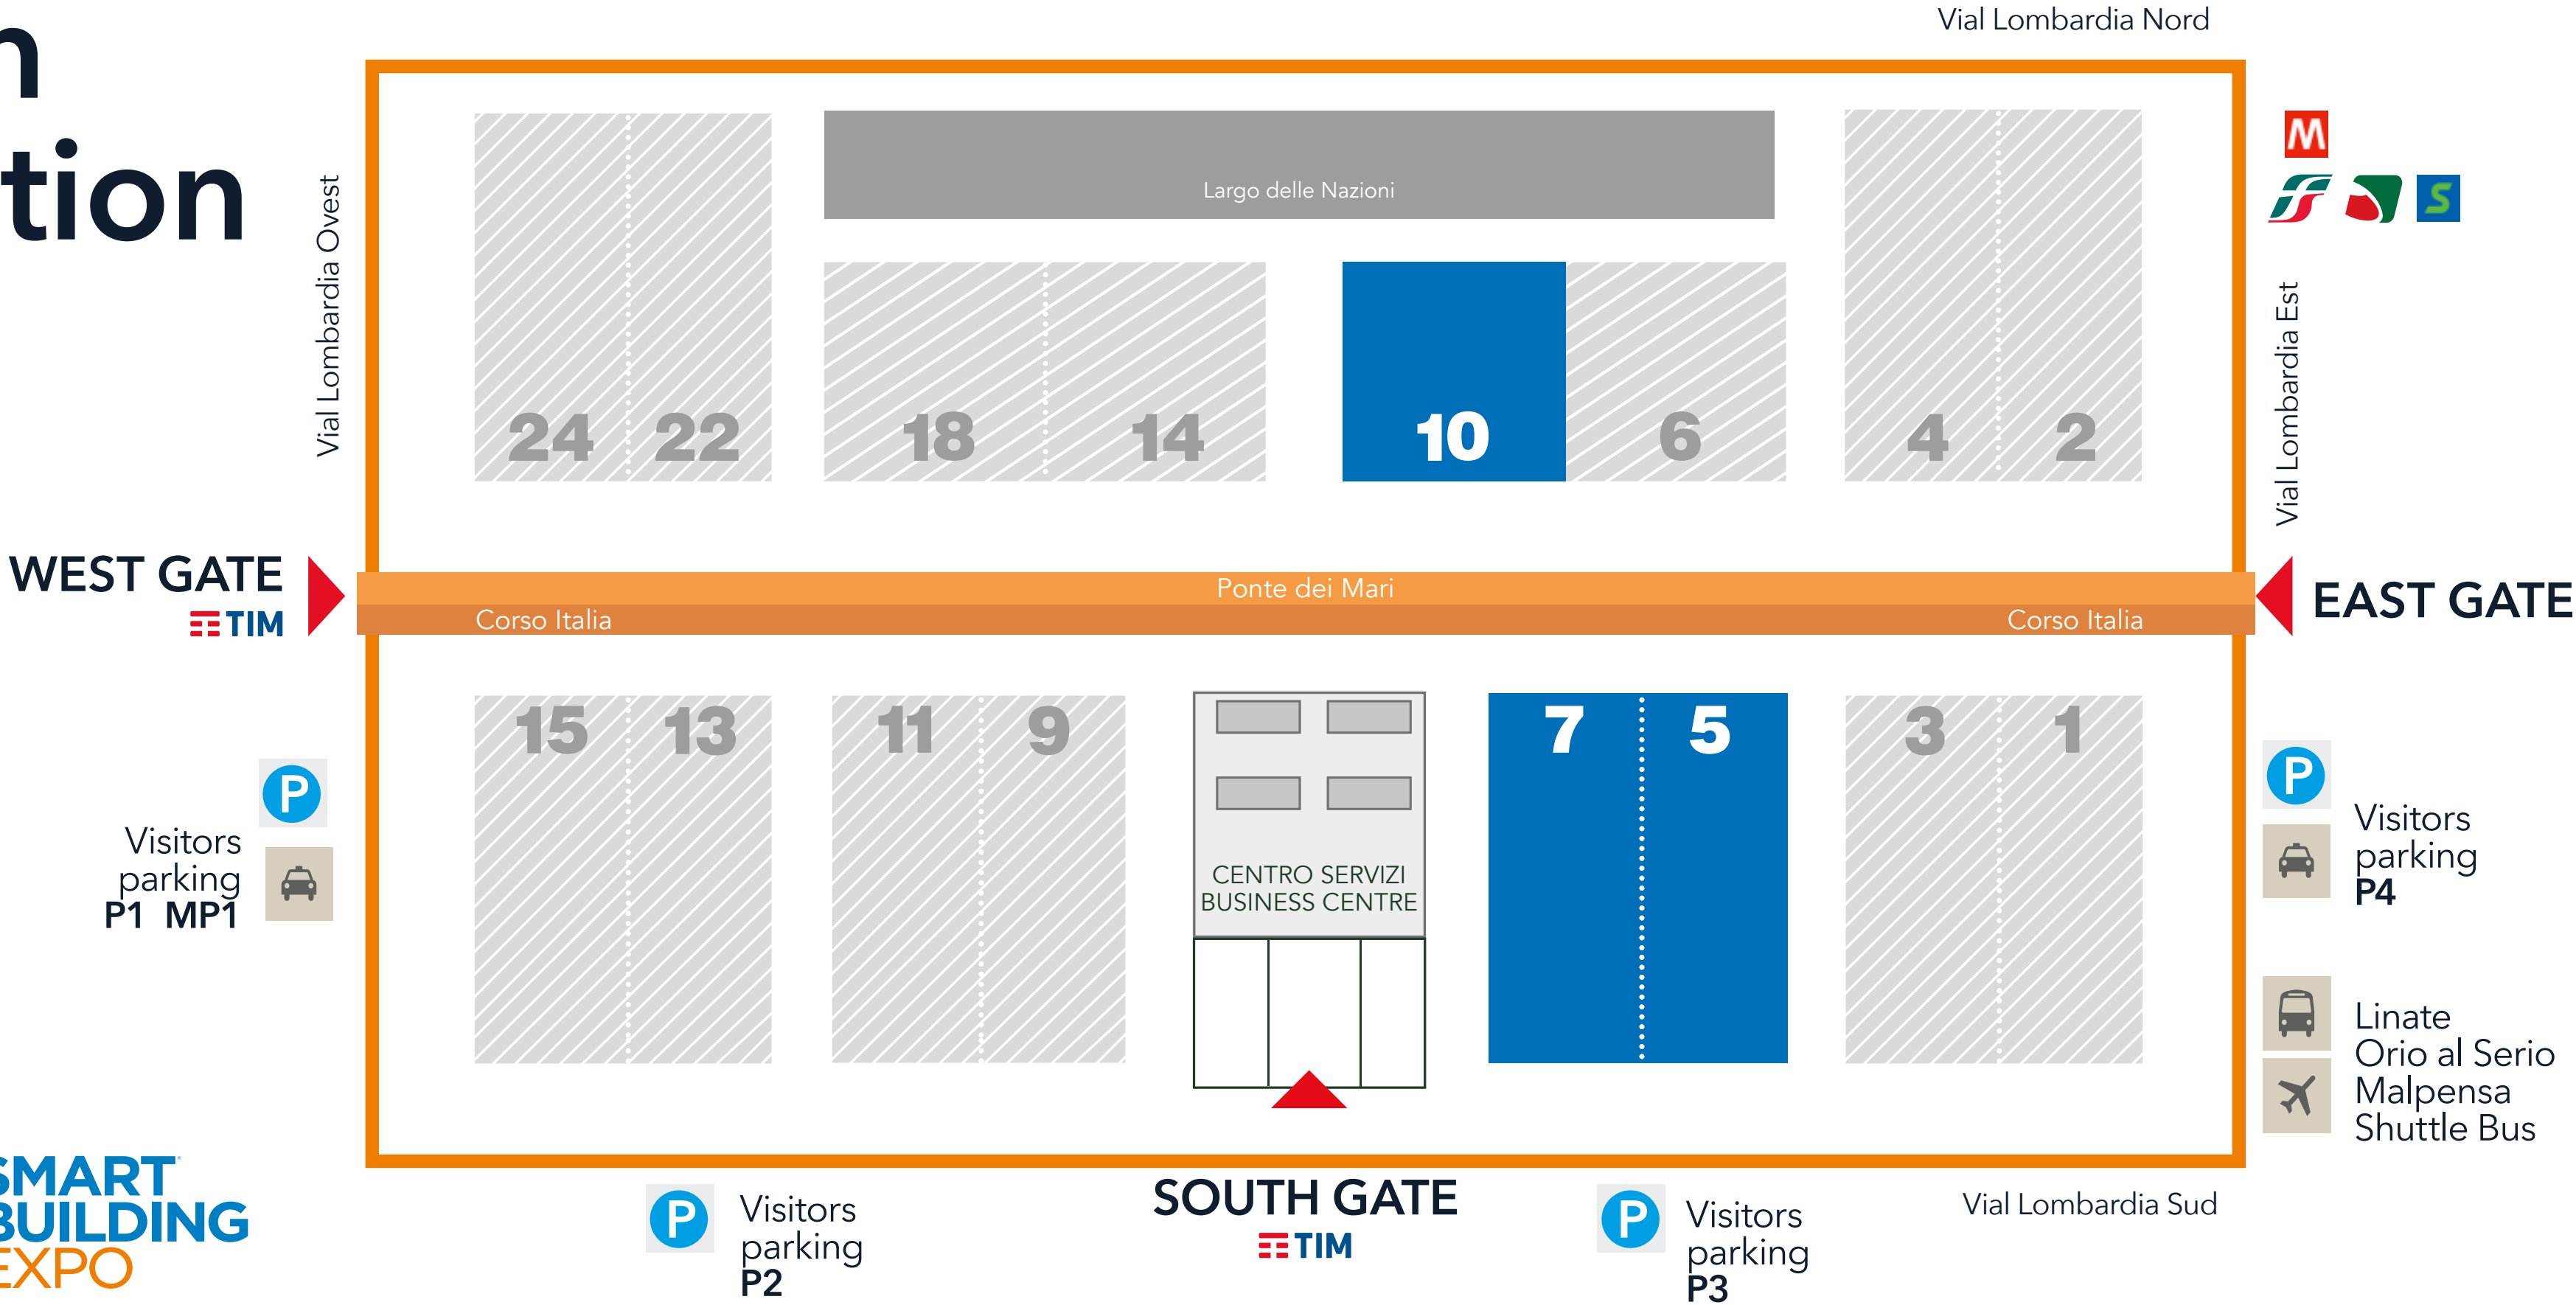 Vial Lombardia Nord
n
tion
M
S
Largo delle Nazioni
Vial Lombardia Ovest
Vial Lombardia Est
24 22 18 14 10 6 4 2
WEST GATE
TIM
Ponte dei Mari
Corso Italia
Corso Italia
EAST GATE
15 13 11 9 7 5 3 1
P
Visitors
parking
P1 MP1
CENTRO SERVIZI
BUSINESS CENTRE
P
Visitors
parking
P4
Linate
Orio al Serio
Malpensa
Shuttle Bus
SMART
BUILDING
EXPO
P
Visitors
parking
P2
SOUTH GATE
TIM
P
Visitors
parking
P3
Vial Lombardia Sud